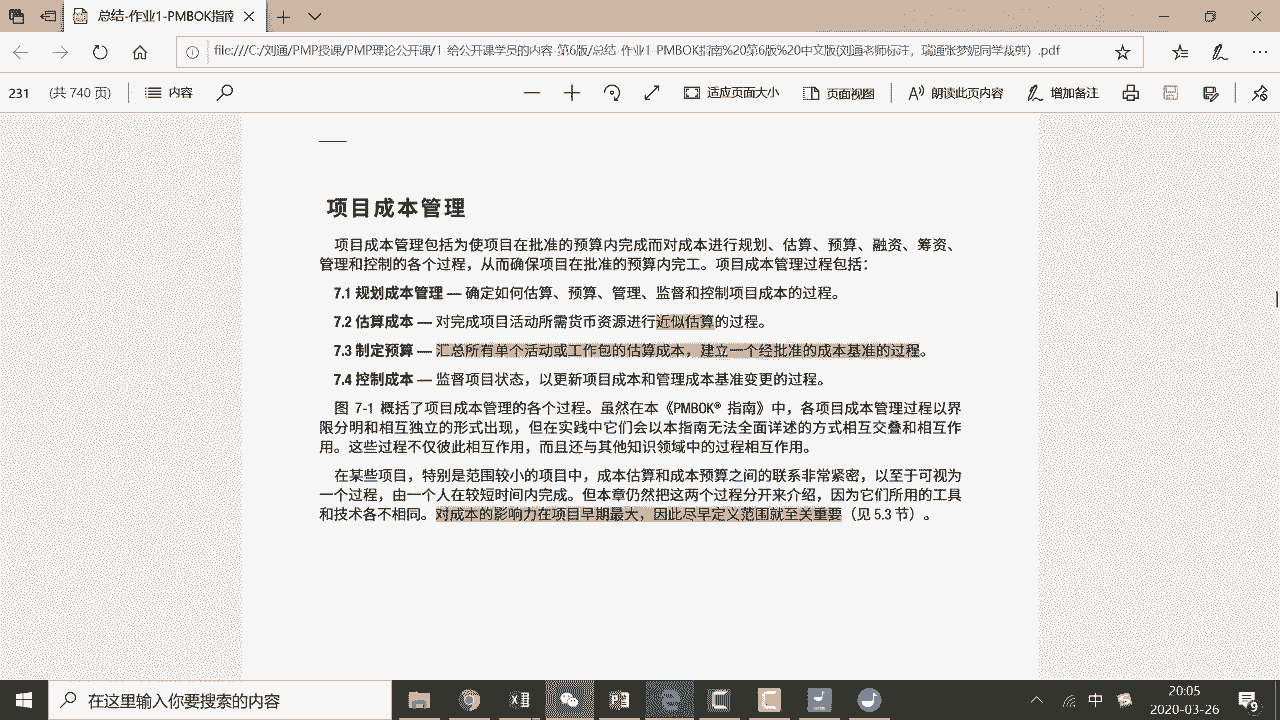 总结-作业1-PMBOK指南
file:///C:/刘通/PMP授课/PMP理论公开课/1-给公开课学员的内容-第6版/总结-作业1-PMBOK指南%20第6版%20中文版(刘通老师标注，瑞通张梦妮同学裁剪）.pdf
231 (共 740 页) 内容 适应页面大小 页面视图 朗读此页内容 增加备注
项目成本管理
项目成本管理包括为使项目在批准的预算内完成而对成本进行规划、估算、预算、融资、筹资、
管理和控制的各个过程，从而确保项目在批准的预算内完工。项目成本管理过程包括：
7.1 规划成本管理 — 确定如何估算、预算、管理、监督和控制项目成本的过程。
7.2 估算成本 — 对完成项目活动所需货币资源进行近似估算的过程。
7.3 制定预算 — 汇总所有单个活动或工作包的估算成本，建立一个经批准的成本基准的过程。
7.4 控制成本 — 监督项目状态，以更新项目成本和管理成本基准变更的过程。
图 7-1 概括了项目成本管理的各个过程。虽然在本《PMBOK® 指南》中，各项目成本管理过程以界
限分明和相互独立的形式出现，但在实践中它们会以本指南无法全面详述的方式相互交叠和相互作
用。这些过程不仅彼此相互作用，而且还与其他知识领域中的过程相互作用。
在某些项目，特别是范围较小的项目中，成本估算和成本预算之间的联系非常紧密，以至于可视为
一个过程，由一个人在较短时间内完成。但本章仍然把这两个过程分开来介绍，因为它们所用的工具
和技术各不相同。对成本的影响力在项目早期最大，因此尽早定义范围就至关重要（见 5.3 节）。
在这里输入你要搜索的内容
中
20:05
2020-03-26
9